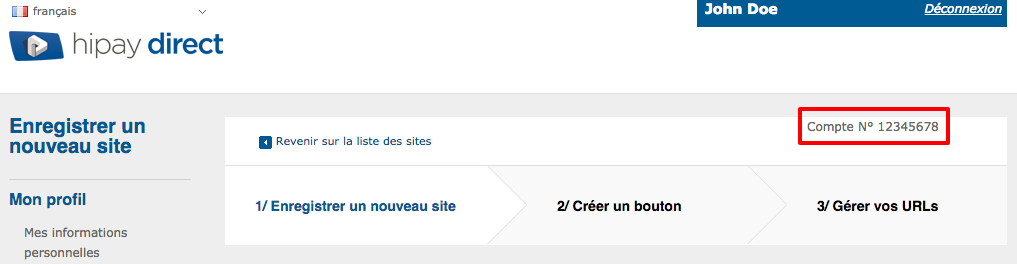 français
John Doe
Déconnexion
hipay direct
Enregistrer un
nouveau site
Compte N° 12345678
Revenir sur la liste des sites
Mon profil
1/ Enregistrer un nouveau site
2/ Créer un bouton
3/ Gérer vos URLs
Mes informations
personnelles